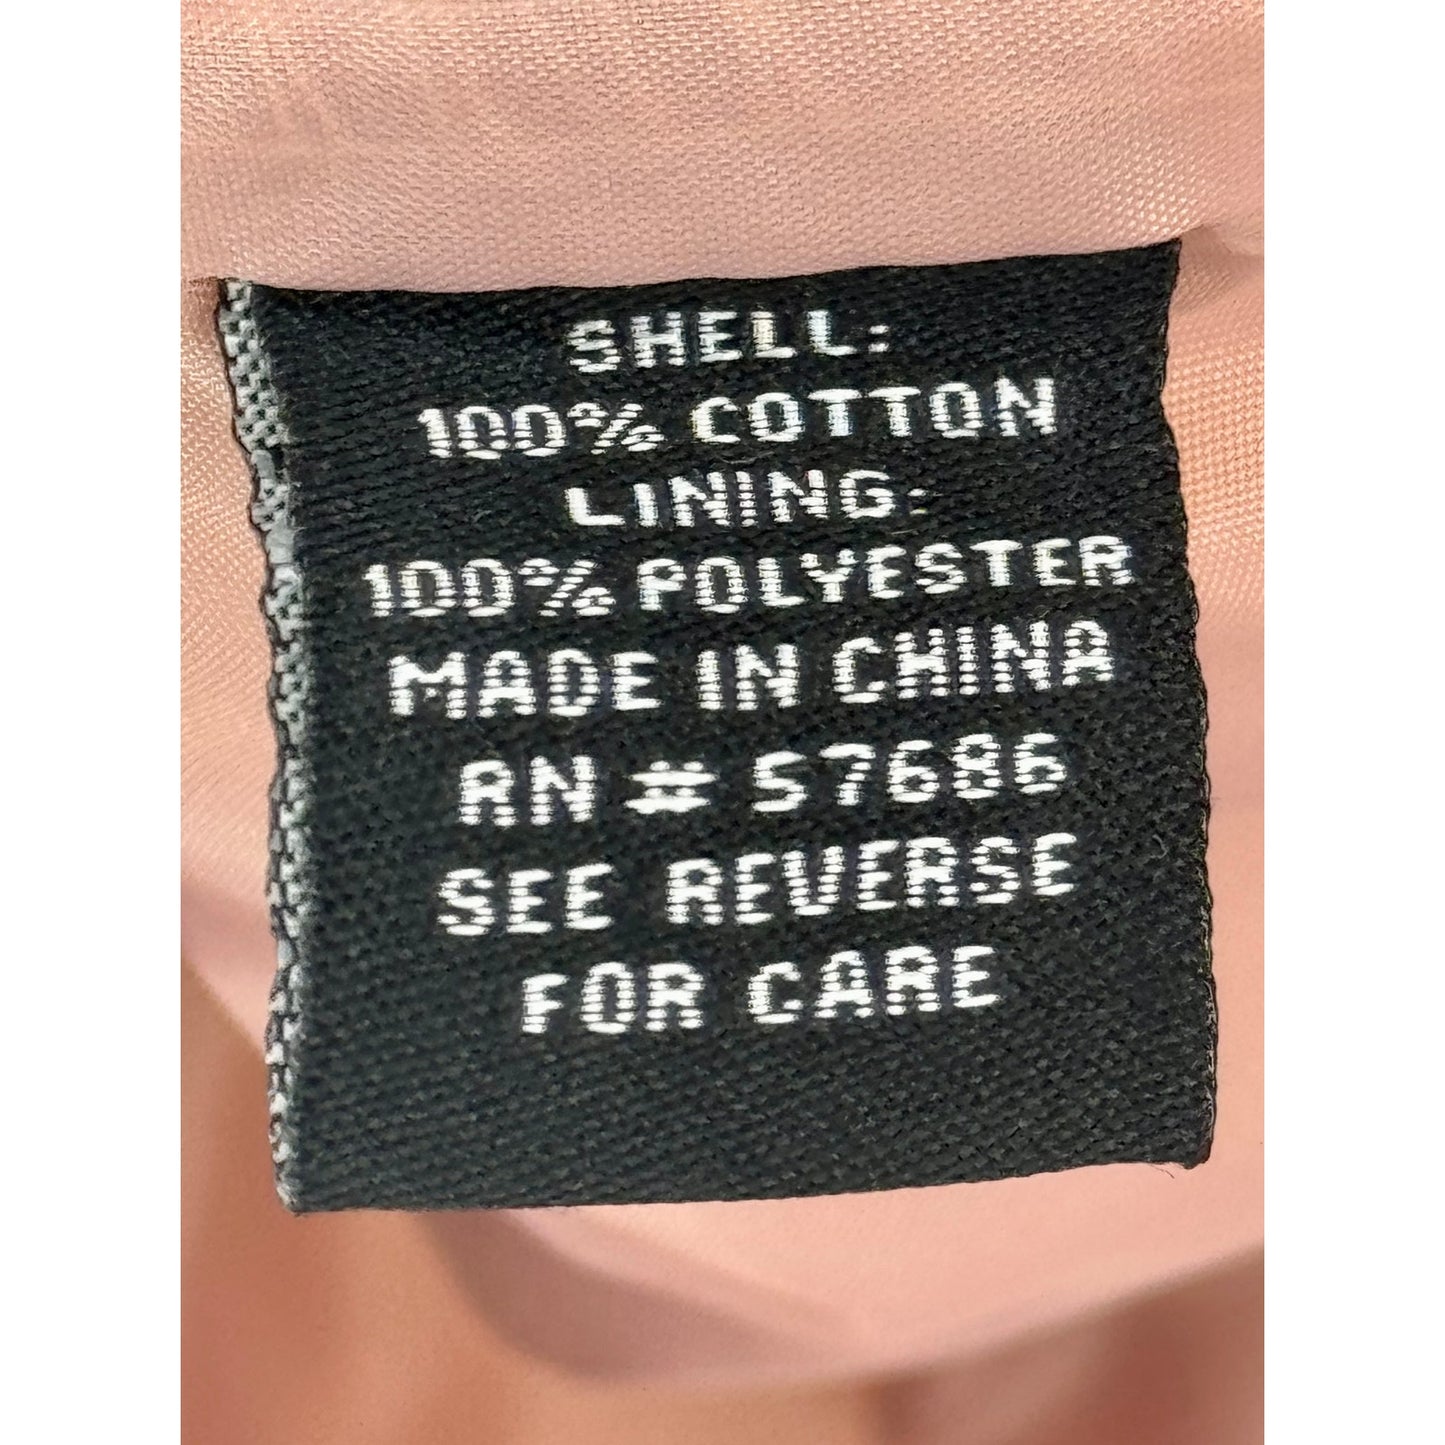 SHELL:
100% COTTON
LINING:
100% POLYESTER
MADE IN CHINA
RN # 57686
SEE REVERSE
FOR CARE